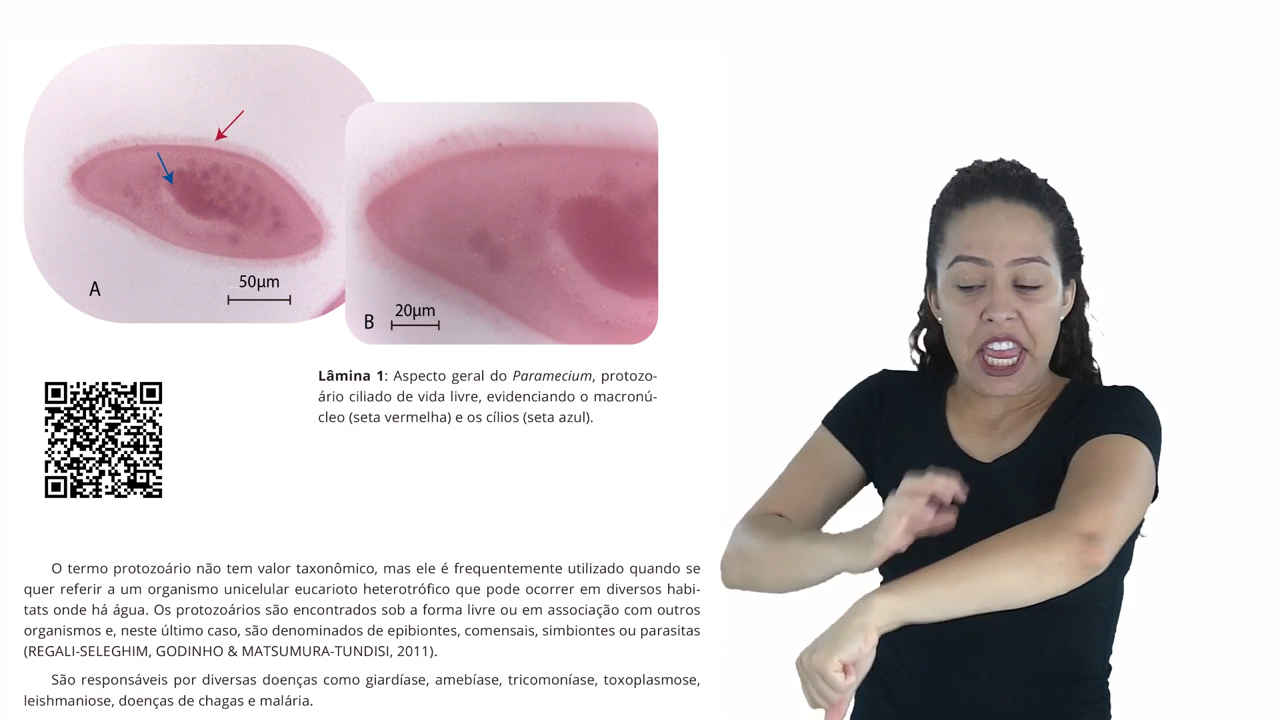 A
50µm
B
20µm
Lâmina 1: Aspecto geral do Paramecium, protozo-
ário ciliado de vida livre, evidenciando o macronú-
cleo (seta vermelha) e os cílios (seta azul).
O termo protozoário não tem valor taxonômico, mas ele é frequentemente utilizado quando se
quer referir a um organismo unicelular eucarioto heterotrófico que pode ocorrer em diversos habi-
tats onde há água. Os protozoários são encontrados sob a forma livre ou em associação com outros
organismos e, neste último caso, são denominados de epibiontes, comensais, simbiontes ou parasitas
(REGALI-SELEGHIM, GODINHO & MATSUMURA-TUNDISI, 2011).
São responsáveis por diversas doenças como giardíase, amebíase, tricomoníase, toxoplasmose,
leishmaniose, doenças de chagas e malária.